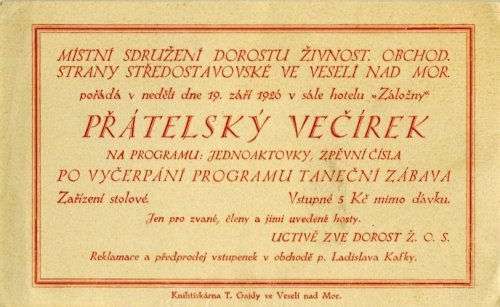 MÍSTNÍ SDRUŽENÍ DOROSTU ŽIVNOST. OBCHOD.
STRANY STŘEDOSTAVOVSKÉ VE VESELÍ NAD MOR.
pořádá v neděli dne 19. září 1926 v sále hotelu „Záložny“
PŘÁTELSKÝ VEČÍREK
NA PROGRAMU: JEDNOAKTOVKY, ZPĚVNÍ ČÍSLA
PO VYČERPÁNÍ PROGRAMU TANEČNÍ ZÁBAVA
Zařízení stolové. Vstupné 5 Kč mimo dávku.
Jen pro zvané, členy a jimi uvedené hosty.
UCTIVĚ ZVE DOROST Ž. O. S.
Reklamace a předprodej vstupenek v obchodě p. Ladislava Kafky.
Knihtiskárna T. Gajdy ve Veselí nad Mor.